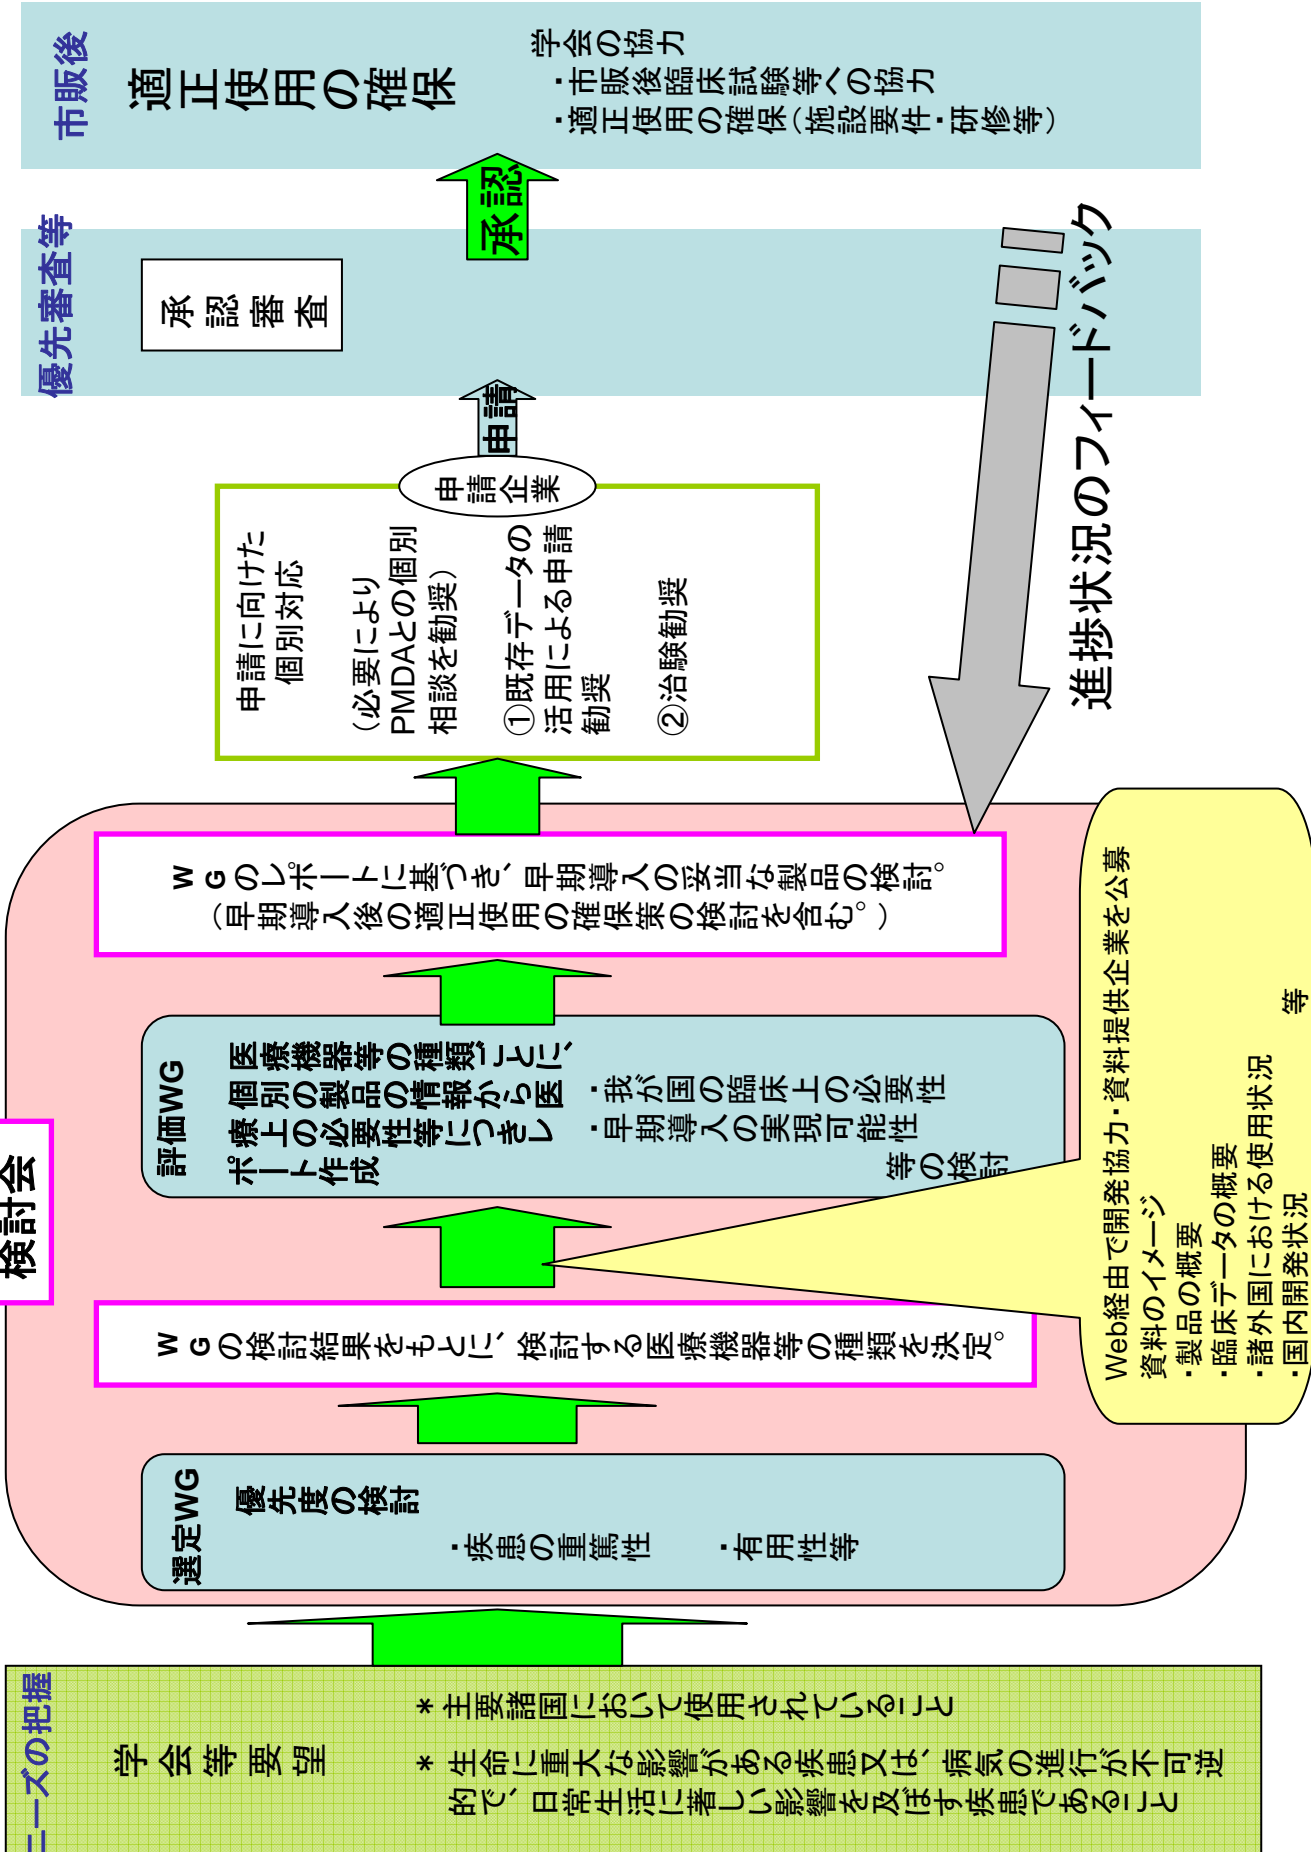 ニーズの把握
学会等要望
* 主要諸国において使用されていること
* 生命に重大な影響がある疾患又は、病気の進行が不可逆
的で、日常生活に著しい影響を及ぼす疾患であること
検討会
選定WG
優先度の検討
・疾患の重篤性　・有用性等
WGの検討結果をもとに、検討する医療機器等の種類を決定。
評価WG
医療機器等の種類ごとに、
個別の製品の情報から医
療上の必要性等につきレ
ポート作成
・我が国の臨床上の必要性
・早期導入の実現可能性
等の検討
Web経由で開発協力・資料提供企業を公募
資料のイメージ
・製品の概要
・臨床データの概要
・諸外国における使用状況
・国内開発状況　等
WGのレポートに基づき、早期導入の妥当な製品の検討。
（早期導入後の適正使用の確保策の検討を含む。）
申請に向けた
個別対応
（必要により
PMDAとの個別
相談を勧奨）
①既存データの
活用による申請
勧奨
②治験勧奨
申請企業
申請
優先審査等
承認審査
承認
進捗状況のフィードバック
市販後
適正使用の確保
学会の協力
・市販後臨床試験等への協力
・適正使用の確保（施設要件・研修等）